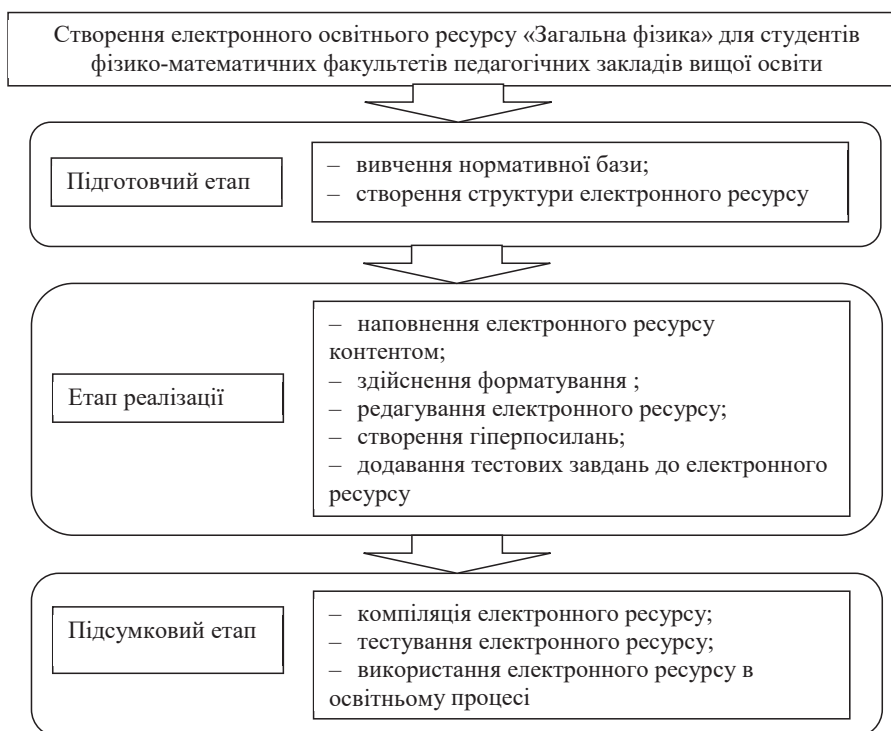 Створення електронного освітнього ресурсу «Загальна фізика» для студентів
фізико-математичних факультетів педагогічних закладів вищої освіти
Підготовчий етап
– вивчення нормативної бази;
– створення структури електронного ресурсу
Етап реалізації
– наповнення електронного ресурсу
контентом;
– здійснення форматування ;
– редагування електронного ресурсу;
– створення гіперпосилань;
– додавання тестових завдань до електронного
ресурсу
Підсумковий етап
– компіляція електронного ресурсу;
– тестування електронного ресурсу;
– використання електронного ресурсу в
освітньому процесі